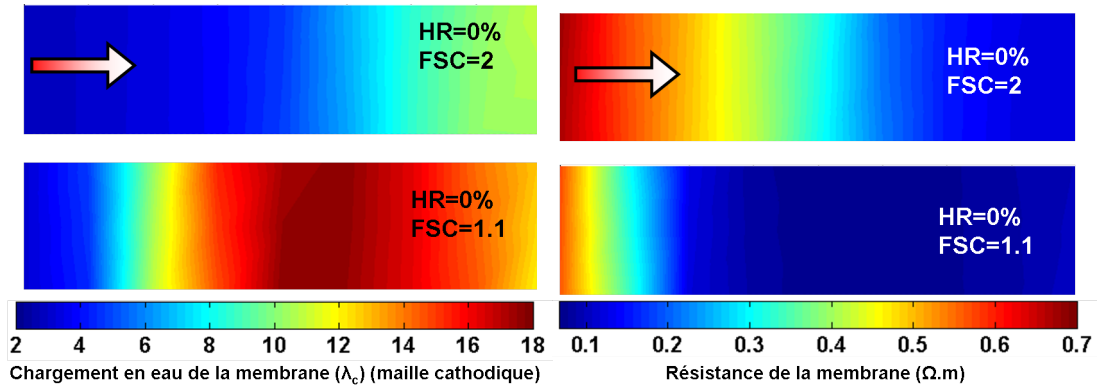 HR=0%
FSC=2
HR=0%
FSC=2
HR=0%
FSC=1.1
HR=0%
FSC=1.1
2 4 6 8 10 12 14 16 18
Chargement en eau de la membrane (λc) (maille cathodique)
0.1 0.2 0.3 0.4 0.5 0.6 0.7
Résistance de la membrane (Ω.m)